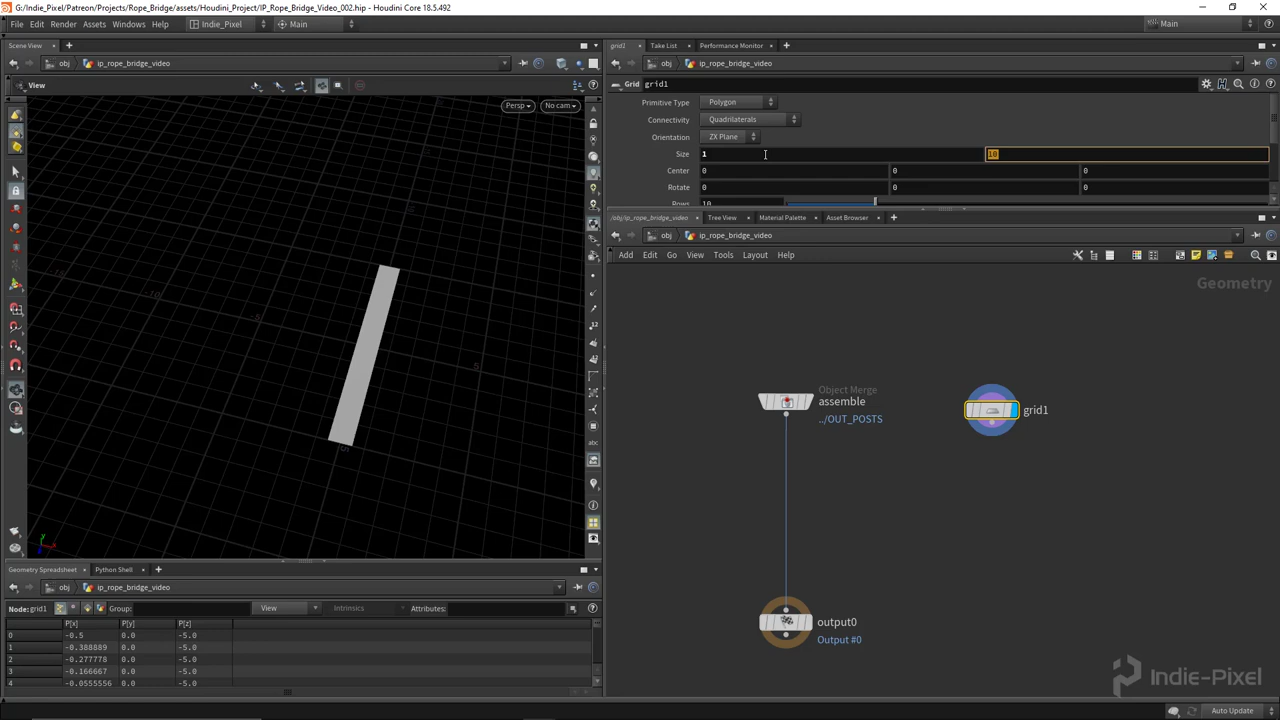 G:/Indie_Pixel/Patreon/Projects/Rope_Bridge/assets/Houdini_Project/IP_Rope_Bridge_Video_002.hip - Houdini Core 18.5.492
File Edit Render Assets Windows Help Indie_Pixel Main Main
Scene View
obj ip_rope_bridge_video
View
Persp No cam
grid1 Take List Performance Monitor
obj ip_rope_bridge_video
Grid grid1
Primitive Type Polygon
Connectivity Quadrilaterals
Orientation ZX Plane
Size 1 10
Center 0 0 0
Rotate 0 0 0
Rows 10
/obj/ip_rope_bridge_video Tree View Material Palette Asset Browser
obj ip_rope_bridge_video
Add Edit Go View Tools Layout Help
Geometry
Object Merge
assemble
../OUT_POSTS
grid1
output0
Output #0
Indie-Pixel
Geometry Spreadsheet Python Shell
obj ip_rope_bridge_video
Node: grid1 Group: View Intrinsics Attributes:
P[x] P[y] P[z]
0 -0.5 0.0 -5.0
1 -0.388889 0.0 -5.0
2 -0.277778 0.0 -5.0
3 -0.166667 0.0 -5.0
4 -0.0555556 0.0 -5.0
Auto Update